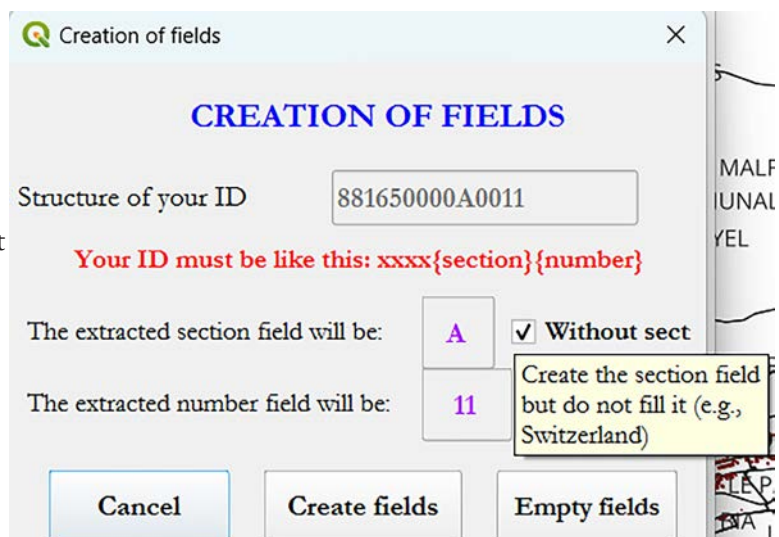 Creation of fields
CREATION OF FIELDS
Structure of your ID 881650000A0011
Your ID must be like this: xxxx{section}{number}
The extracted section field will be: A Without sect
The extracted number field will be: 11
Create the section field
but do not fill it (e.g.,
Switzerland)
Cancel Create fields Empty fields
YEL